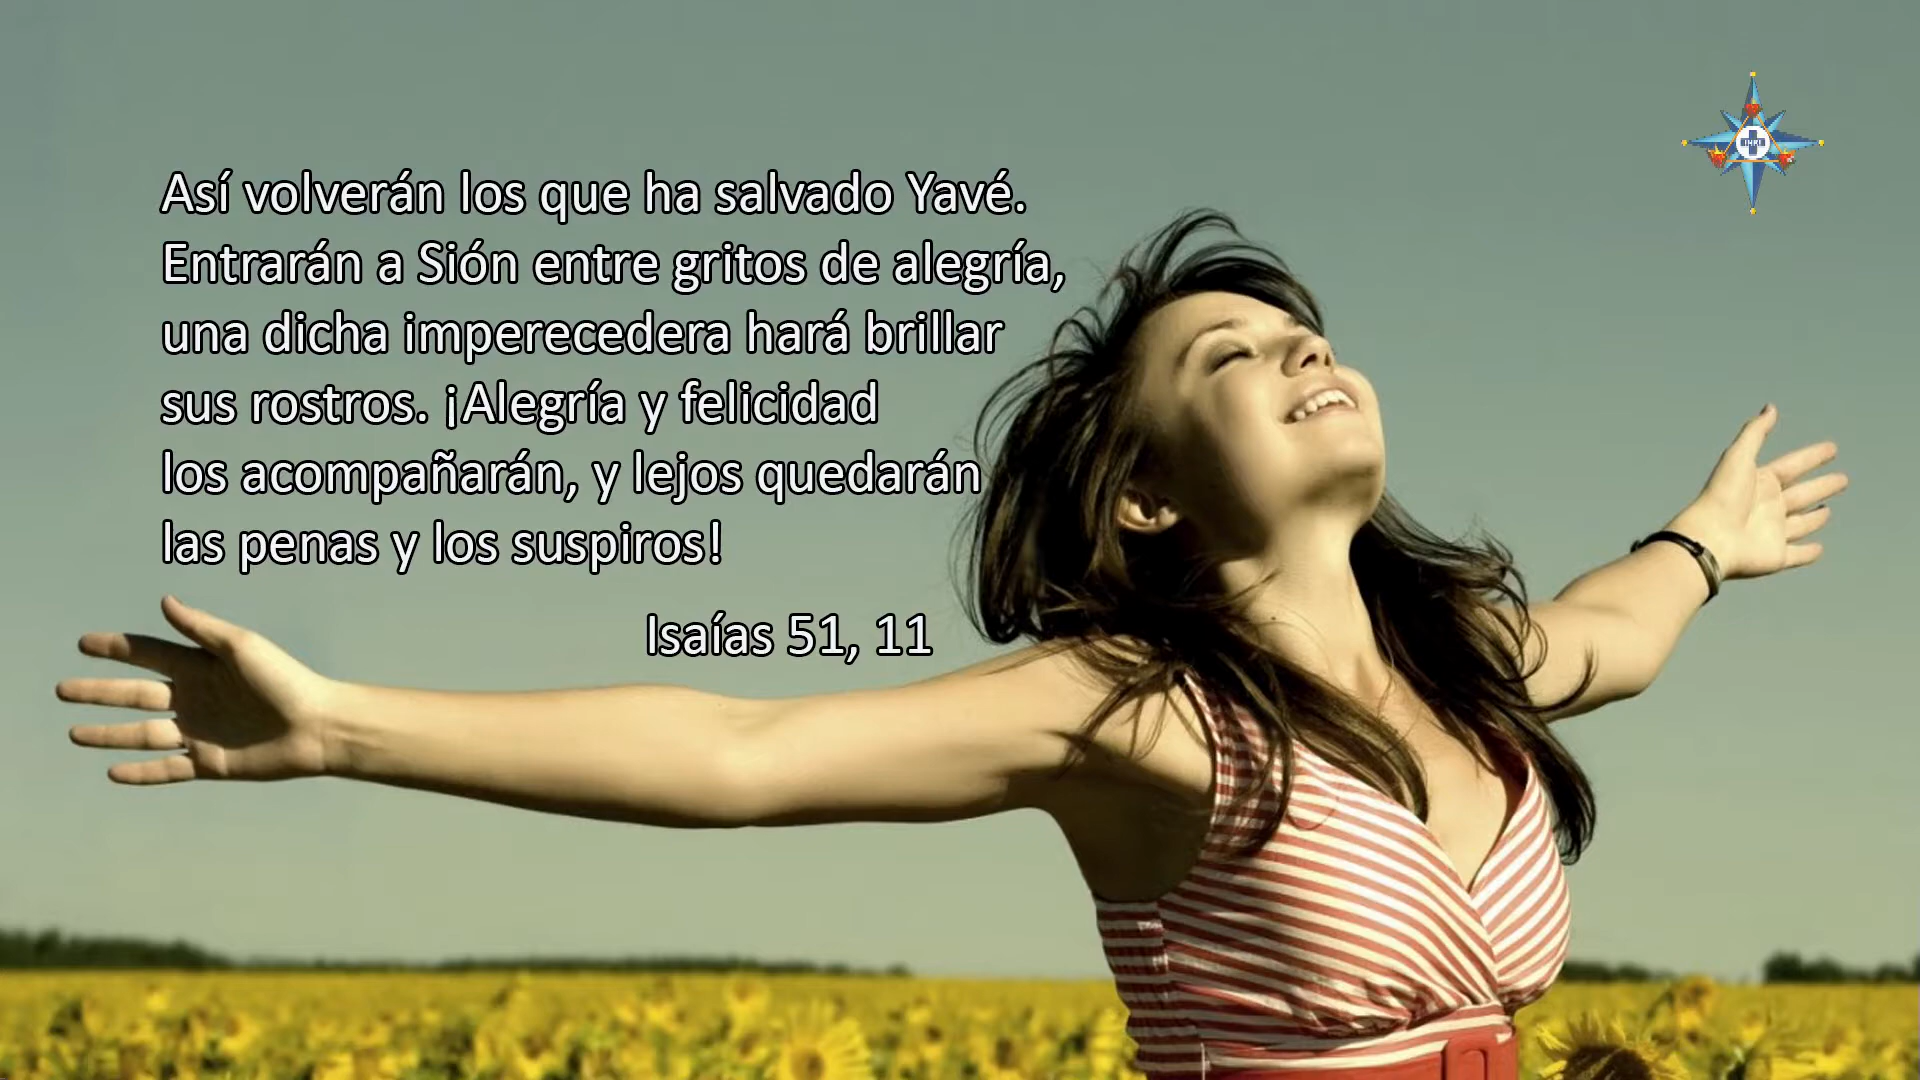 Así volverán los que ha salvado Yavé.
Entrarán a Sión entre gritos de alegría,
una dicha imperecedera hará brillar
sus rostros. ¡Alegría y felicidad
los acompañarán, y lejos quedarán
las penas y los suspiros!
Isaías 51, 11